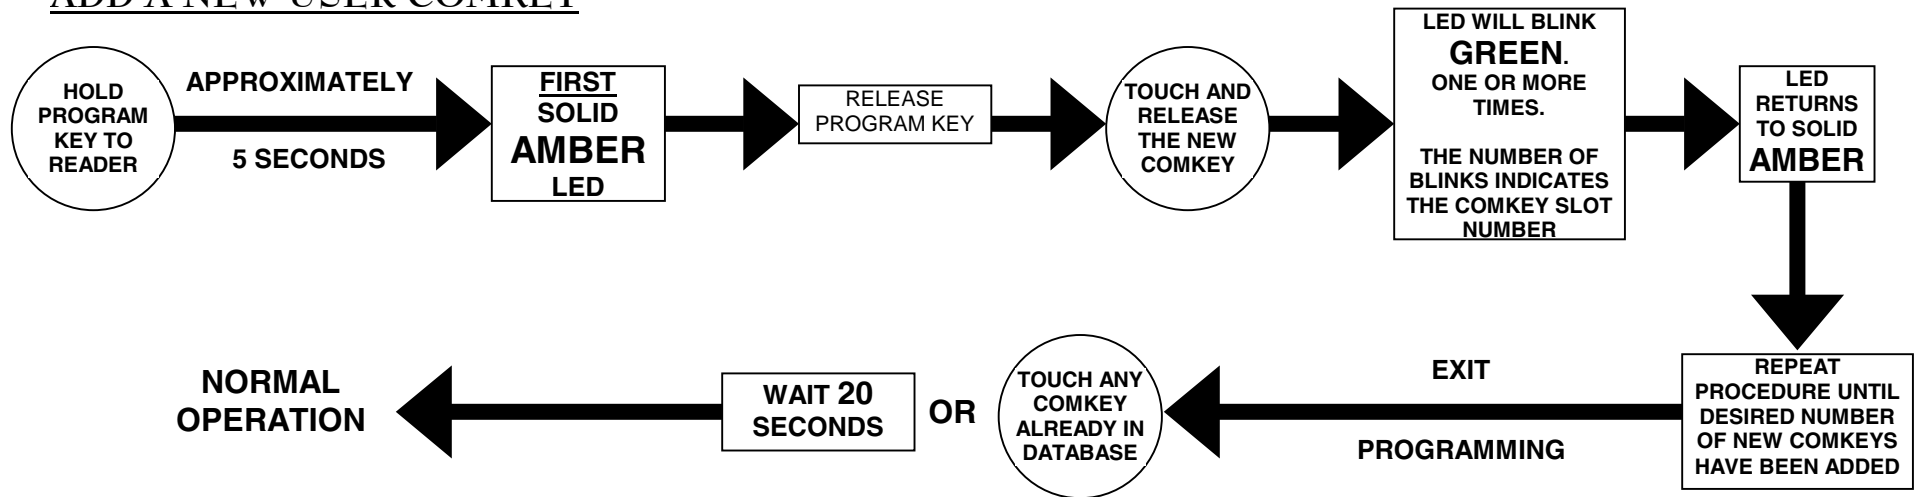 ADD A NEW USER COMKEY
HOLD
PROGRAM
KEY TO
READER
APPROXIMATELY
5 SECONDS
FIRST
SOLID
AMBER
LED
RELEASE
PROGRAM KEY
TOUCH AND
RELEASE
THE NEW
COMKEY
LED WILL BLINK
GREEN.
ONE OR MORE
TIMES.
THE NUMBER OF
BLINKS INDICATES
THE COMKEY SLOT
NUMBER
LED
RETURNS
TO SOLID
AMBER
REPEAT
PROCEDURE UNTIL
DESIRED NUMBER
OF NEW COMKEYS
HAVE BEEN ADDED
EXIT
PROGRAMMING
TOUCH ANY
COMKEY
ALREADY IN
DATABASE
OR
WAIT 20
SECONDS
NORMAL
OPERATION